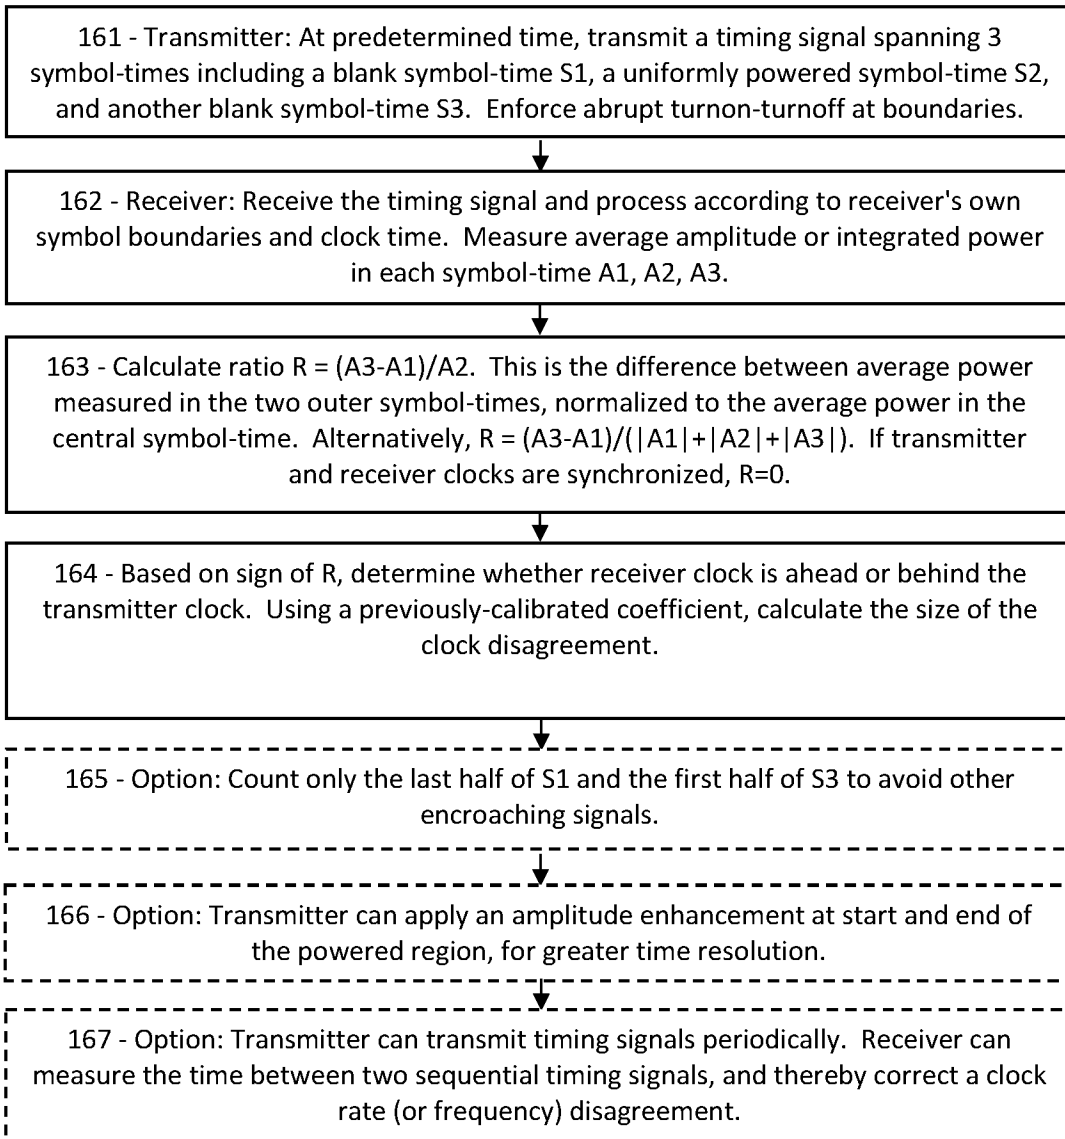 161 - Transmitter: At predetermined time, transmit a timing signal spanning 3
symbol-times including a blank symbol-time S1, a uniformly powered symbol-time S2,
and another blank symbol-time S3. Enforce abrupt turnon-turnoff at boundaries.
162 - Receiver: Receive the timing signal and process according to receiver's own
symbol boundaries and clock time. Measure average amplitude or integrated power
in each symbol-time A1, A2, A3.
163 - Calculate ratio R = (A3-A1)/A2. This is the difference between average power
measured in the two outer symbol-times, normalized to the average power in the
central symbol-time. Alternatively, R = (A3-A1)/(|A1|+|A2|+|A3|). If transmitter
and receiver clocks are synchronized, R=0.
164 - Based on sign of R, determine whether receiver clock is ahead or behind the
transmitter clock. Using a previously-calibrated coefficient, calculate the size of the
clock disagreement.
165 - Option: Count only the last half of S1 and the first half of S3 to avoid other
encroaching signals.
166 - Option: Transmitter can apply an amplitude enhancement at start and end of
the powered region, for greater time resolution.
167 - Option: Transmitter can transmit timing signals periodically. Receiver can
measure the time between two sequential timing signals, and thereby correct a clock
rate (or frequency) disagreement.